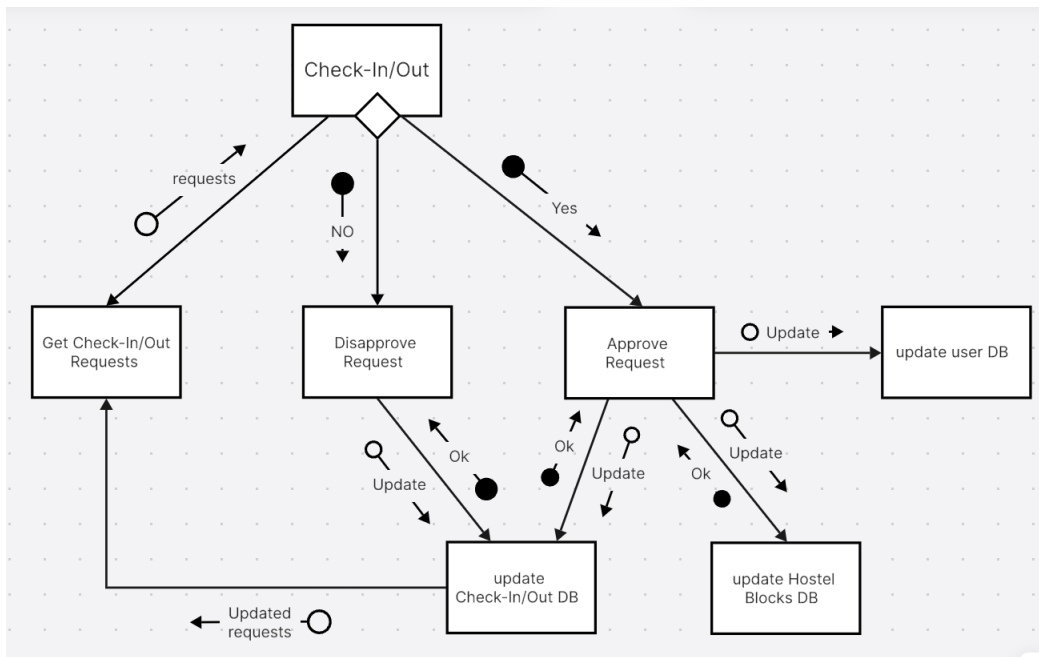 Check-In/Out
requests
NO
Yes
Get Check-In/Out
Requests
Disapprove
Request
Approve
Request
Update
update user DB
Ok
Update
Ok
Update
Ok
Update
update
Check-In/Out DB
update Hostel
Blocks DB
Updated
requests